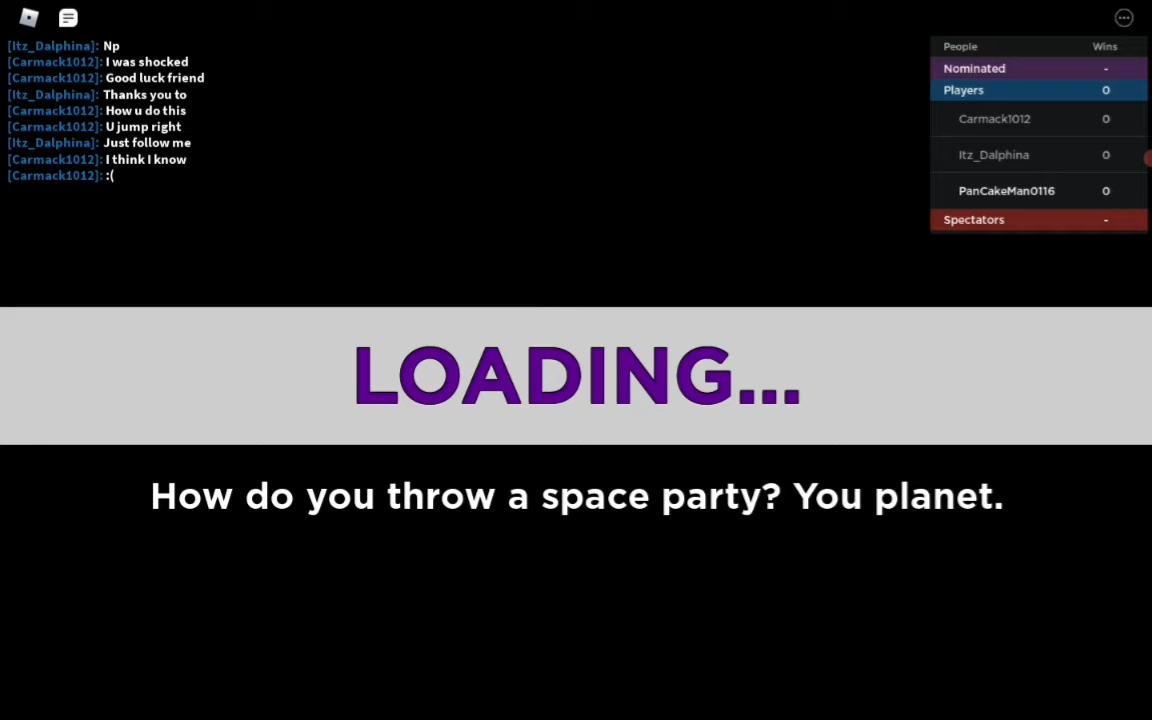 [Itz_Dalphina]: Np
[Carmack1012]: I was shocked
[Carmack1012]: Good luck friend
[Itz_Dalphina]: Thanks you to
[Carmack1012]: How u do this
[Carmack1012]: U jump right
[Itz_Dalphina]: Just follow me
[Carmack1012]: I think I know
[Carmack1012]: :(
People Wins
Nominated -
Players 0
Carmack1012 0
Itz_Dalphina 0
PanCakeMan0116 0
Spectators -
LOADING...
How do you throw a space party? You planet.